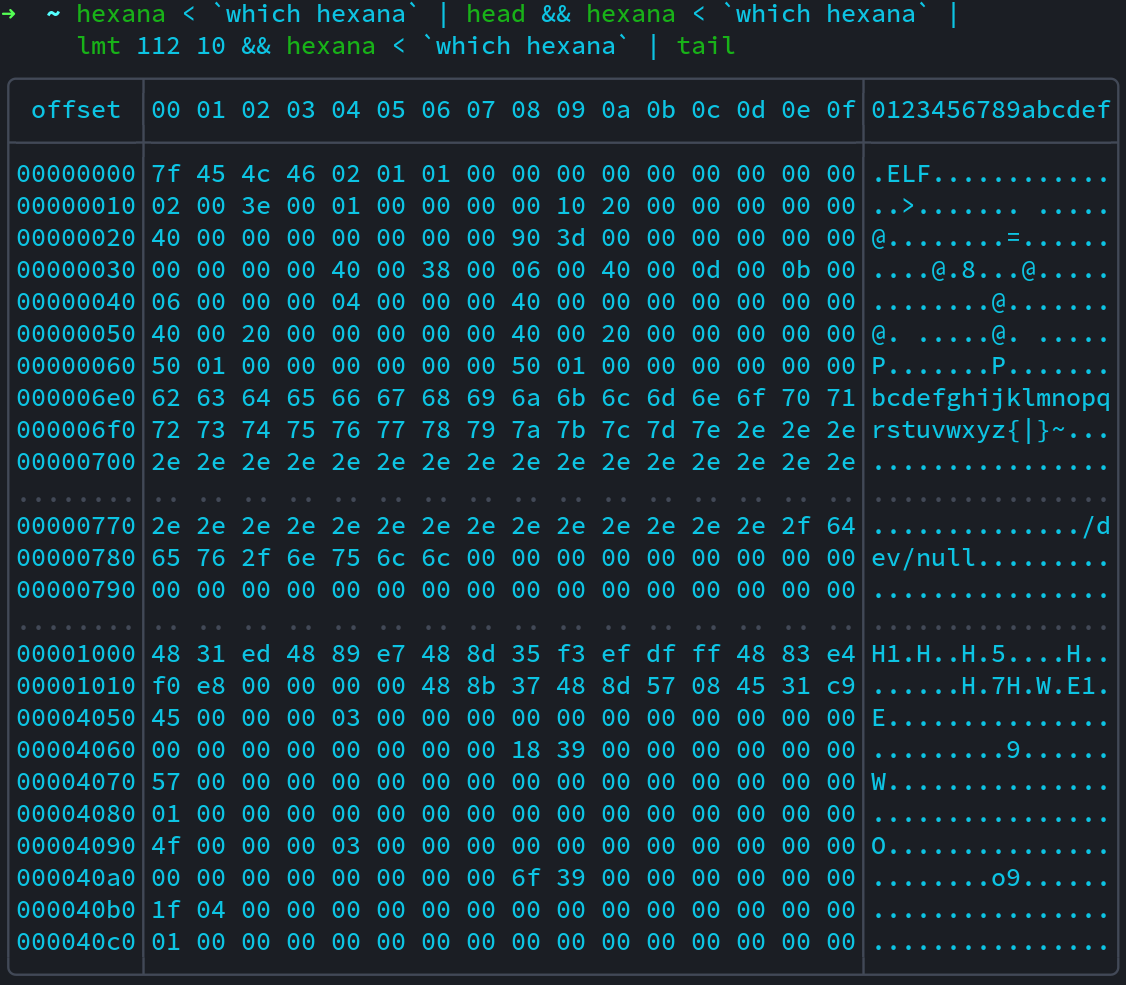 →  ~ hexana < `which hexana` | head && hexana < `which hexana` |
lmt 112 10 && hexana < `which hexana` | tail
offset 00 01 02 03 04 05 06 07 08 09 0a 0b 0c 0d 0e 0f 0123456789abcdef
00000000 7f 45 4c 46 02 01 01 00 00 00 00 00 00 00 00 00 .ELF............
00000010 02 00 3e 00 01 00 00 00 00 10 20 00 00 00 00 00 ..>....... .....
00000020 40 00 00 00 00 00 00 00 90 3d 00 00 00 00 00 00 @........=......
00000030 00 00 00 00 40 00 38 00 06 00 40 00 0d 00 0b 00 ....@.8...@.....
00000040 06 00 00 00 04 00 00 00 40 00 00 00 00 00 00 00 ........@.......
00000050 40 00 20 00 00 00 00 00 40 00 20 00 00 00 00 00 @. .....@. .....
00000060 50 01 00 00 00 00 00 00 50 01 00 00 00 00 00 00 P.......P.......
000006e0 62 63 64 65 66 67 68 69 6a 6b 6c 6d 6e 6f 70 71 bcdefghijklmnopq
000006f0 72 73 74 75 76 77 78 79 7a 7b 7c 7d 7e 2e 2e 2e rstuvwxyz{|}~...
00000700 2e 2e 2e 2e 2e 2e 2e 2e 2e 2e 2e 2e 2e 2e 2e 2e ................
........ .. .. .. .. .. .. .. .. .. .. .. .. .. .. .. .. ................
00000770 2e 2e 2e 2e 2e 2e 2e 2e 2e 2e 2e 2e 2e 2e 2f 64 ............../d
00000780 65 76 2f 6e 75 6c 6c 00 00 00 00 00 00 00 00 00 ev/null.........
00000790 00 00 00 00 00 00 00 00 00 00 00 00 00 00 00 00 ................
........ .. .. .. .. .. .. .. .. .. .. .. .. .. .. .. .. ................
00001000 48 31 ed 48 89 e7 48 8d 35 f3 ef df ff 48 83 e4 H1.H..H.5....H..
00001010 f0 e8 00 00 00 00 48 8b 37 48 8d 57 08 45 31 c9 ......H.7H.W.E1.
00004050 45 00 00 00 03 00 00 00 00 00 00 00 00 00 00 00 E...............
00004060 00 00 00 00 00 00 00 00 18 39 00 00 00 00 00 00 .........9......
00004070 57 00 00 00 00 00 00 00 00 00 00 00 00 00 00 00 W...............
00004080 01 00 00 00 00 00 00 00 00 00 00 00 00 00 00 00 ................
00004090 4f 00 00 00 03 00 00 00 00 00 00 00 00 00 00 00 O...............
000040a0 00 00 00 00 00 00 00 00 6f 39 00 00 00 00 00 00 ........o9......
000040b0 1f 04 00 00 00 00 00 00 00 00 00 00 00 00 00 00 ................
000040c0 01 00 00 00 00 00 00 00 00 00 00 00 00 00 00 00 ................